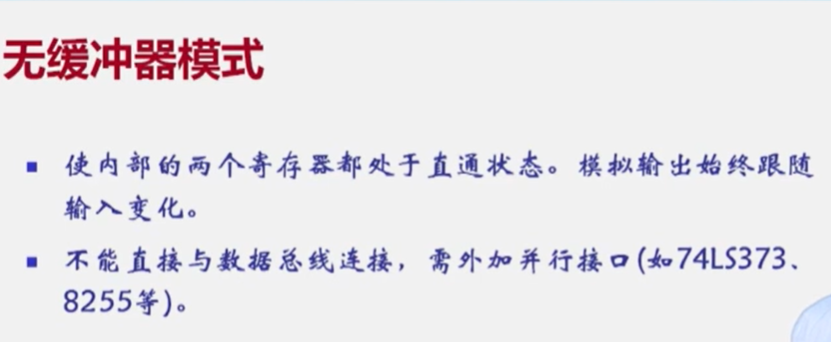 无缓冲器模式
▪ 使内部的两个寄存器都处于直通状态。模拟输出始终跟随
输入变化。
▪ 不能直接与数据总线连接，需外加并行接口(如74LS373、
8255等)。